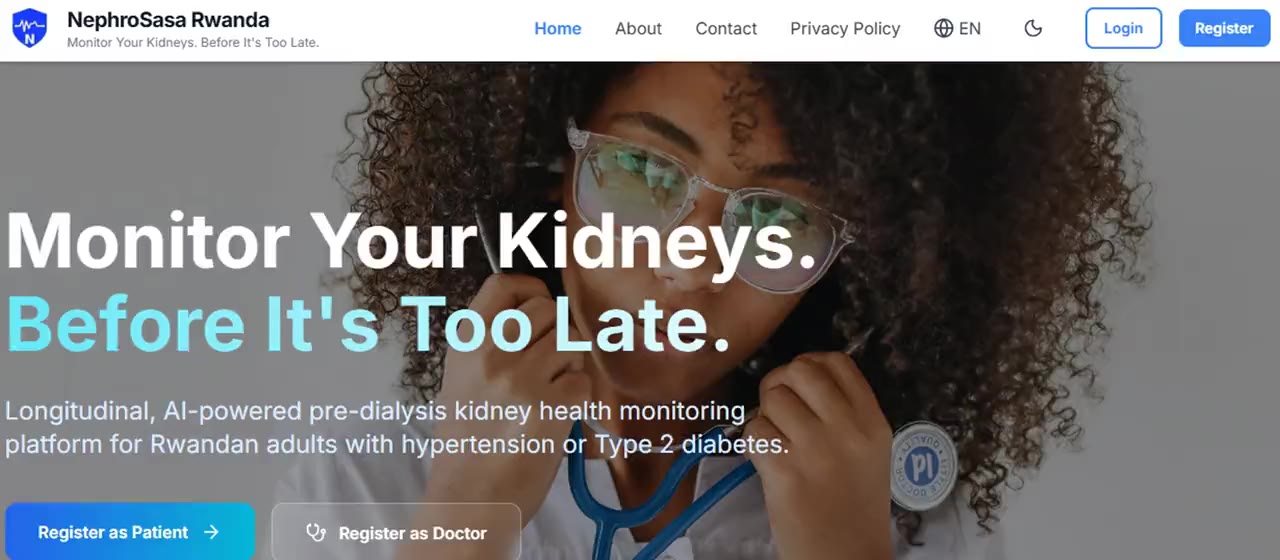 NephroSasa Rwanda
Monitor Your Kidneys. Before It's Too Late.
Home
About
Contact
Privacy Policy
EN
Login
Register
Monitor Your Kidneys.
Before It's Too Late.
Longitudinal, AI-powered pre-dialysis kidney health monitoring
platform for Rwandan adults with hypertension or Type 2 diabetes.
Register as Patient
Register as Doctor
N